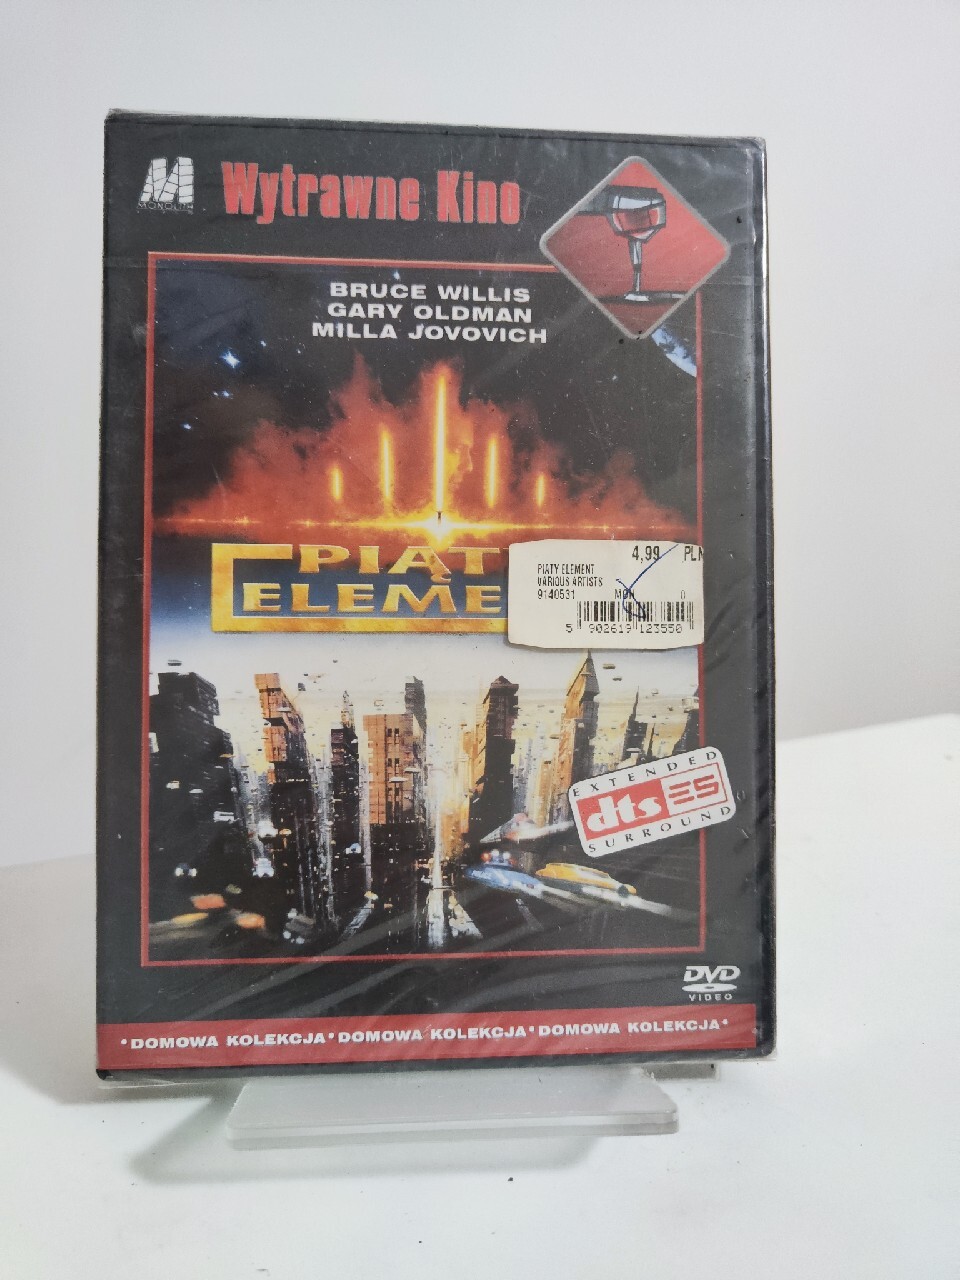 MONOLITH
Wytrawne Kino
BRUCE WILLIS
GARY OLDMAN
MILLA JOVOVICH
PIĄT
ELEME
4,99 PLN
PIATY ELEMENT
VARIOUS ARTISTS
9140531 MON 0
5 902619 123550
EXTENDED
dts ES
SURROUND
DVD
VIDEO
•DOMOWA KOLEKCJA•DOMOWA KOLEKCJA•DOMOWA KOLEKCJA•